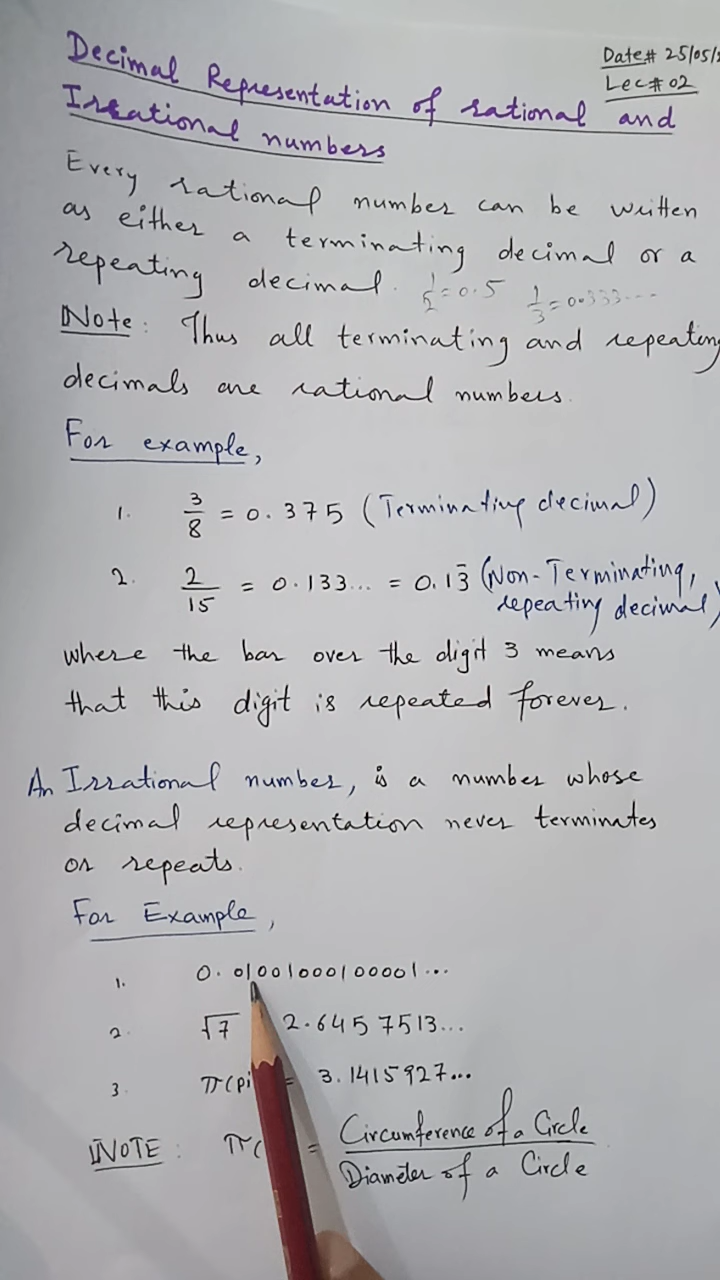 Date# 25/05/2
Lec# 02
Decimal Representation of rational and
Irrational numbers
Every rational number can be written
as either a terminating decimal or a
repeating decimal. 1/2 = 0.5 1/3 = 0.333...
Note: Thus all terminating and repeating
decimals are rational numbers.
For example,
1. 3/8 = 0.375 (Terminating decimal)
2. 2/15 = 0.133... = 0.13̄ (Non-Terminating,
repeating decimal)
where the bar over the digit 3 means
that this digit is repeated forever.
An Irrational number, is a number whose
decimal representation never terminates
or repeats.
For Example,
1. 0.01001000100001...
2. √7 2.6457513...
3. π(pi = 3.1415927...
NOTE: π( = Circumference of a Circle / Diameter of a Circle